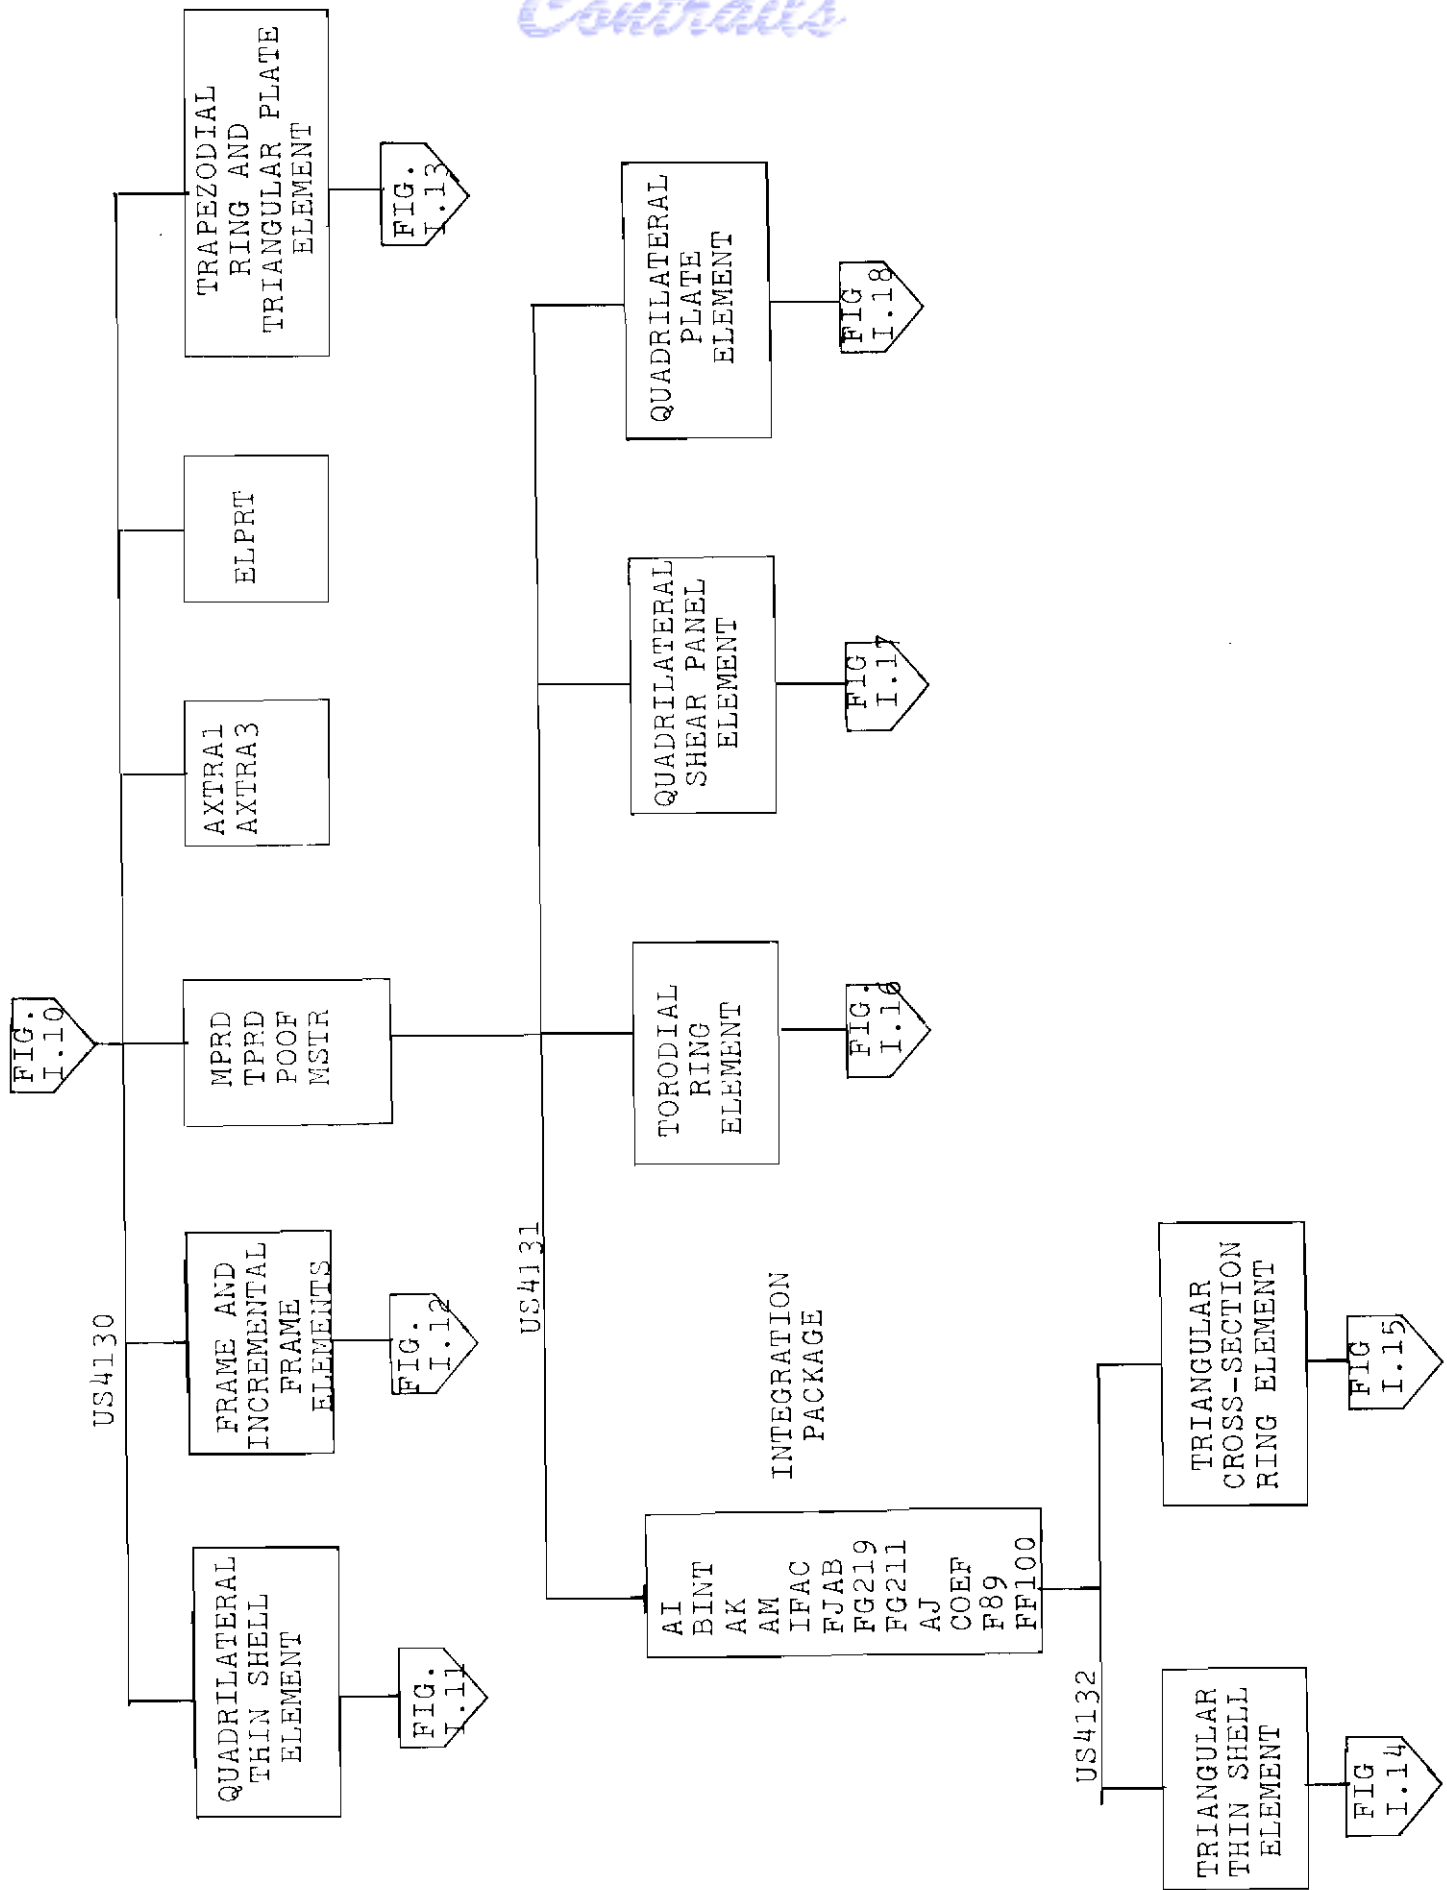 Contrails
FIG.
I.10
US4130
QUADRILATERAL
THIN SHELL
ELEMENT
FIG.
I.11
FRAME AND
INCREMENTAL
FRAME
ELEMENTS
FIG.
I.12
MPRD
TPRD
POOF
MSTR
AXTRA1
AXTRA3
ELPRT
TRAPEZODIAL
RING AND
TRIANGULAR PLATE
ELEMENT
FIG.
I.13
US4131
AI
BINT
AK
AM
IFAC
FJAB
FG219
FG211
AJ
COEF
F89
FF100
INTEGRATION
PACKAGE
TORODIAL
RING
ELEMENT
FIG.
I.16
QUADRILATERAL
SHEAR PANEL
ELEMENT
FIG
I.17
QUADRILATERAL
PLATE
ELEMENT
FIG
I.18
US4132
TRIANGULAR
THIN SHELL
ELEMENT
FIG
I.14
TRIANGULAR
CROSS-SECTION
RING ELEMENT
FIG
I.15